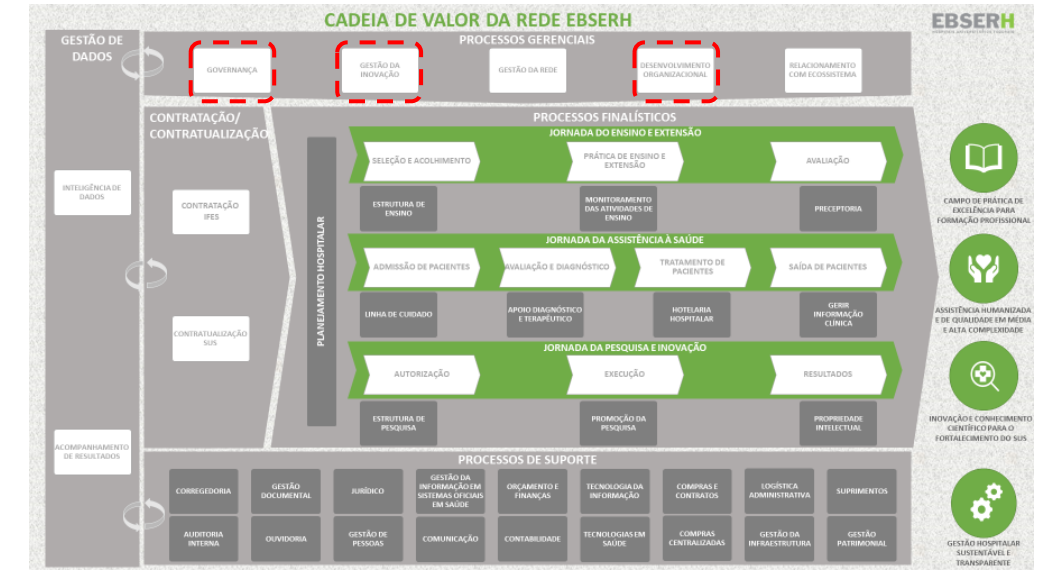 CADEIA DE VALOR DA REDE EBSERH
EBSERH
GESTÃO DE
DADOS
PROCESSOS GERENCIAIS
GOVERNANÇA
GESTÃO DA
INOVAÇÃO
GESTÃO DA REDE
DESENVOLVIMENTO
ORGANIZACIONAL
RELACIONAMENTO
COM ECOSSISTEMA
INTELIGÊNCIA DE
DADOS
ACOMPANHAMENTO
DE RESULTADOS
CONTRATAÇÃO/
CONTRATUALIZAÇÃO
CONTRATAÇÃO
IFES
CONTRATUALIZAÇÃO
SUS
PROCESSOS FINALÍSTICOS
PLANEJAMENTO HOSPITALAR
JORNADA DO ENSINO E EXTENSÃO
SELEÇÃO E ACOLHIMENTO
PRÁTICA DE ENSINO E
EXTENSÃO
AVALIAÇÃO
ESTRUTURA DE
ENSINO
MONITORAMENTO
DAS ATIVIDADES DE
ENSINO
PRECEPTORIA
JORNADA DA ASSISTÊNCIA À SAÚDE
ADMISSÃO DE PACIENTES
AVALIAÇÃO E DIAGNÓSTICO
TRATAMENTO DE
PACIENTES
SAÍDA DE PACIENTES
LINHA DE CUIDADO
APOIO DIAGNÓSTICO
E TERAPÊUTICO
HOTELARIA
HOSPITALAR
GERIR
INFORMAÇÃO
CLÍNICA
JORNADA DA PESQUISA E INOVAÇÃO
AUTORIZAÇÃO
EXECUÇÃO
RESULTADOS
ESTRUTURA DE
PESQUISA
PROMOÇÃO DA
PESQUISA
PROPRIEDADE
INTELECTUAL
PROCESSOS DE SUPORTE
CORREGEDORIA
GESTÃO
DOCUMENTAL
JURÍDICO
GESTÃO DA
INFORMAÇÃO EM
SISTEMAS OFICIAIS
EM SAÚDE
ORÇAMENTO E
FINANÇAS
TECNOLOGIA DA
INFORMAÇÃO
COMPRAS E
CONTRATOS
LOGÍSTICA
ADMINISTRATIVA
SUPRIMENTOS
AUDITORIA
INTERNA
OUVIDORIA
GESTÃO DE
PESSOAS
COMUNICAÇÃO
CONTABILIDADE
TECNOLOGIAS EM
SAÚDE
COMPRAS
CENTRALIZADAS
GESTÃO DA
INFRAESTRUTURA
GESTÃO
PATRIMONIAL
CAMPO DE PRÁTICA DE
EXCELÊNCIA PARA
FORMAÇÃO PROFISSIONAL
ASSISTÊNCIA HUMANIZADA
E DE QUALIDADE EM MÉDIA
E ALTA COMPLEXIDADE
INOVAÇÃO E CONHECIMENTO
CIENTÍFICO PARA O
FORTALECIMENTO DO SUS
GESTÃO HOSPITALAR
SUSTENTÁVEL E
TRANSPARENTE